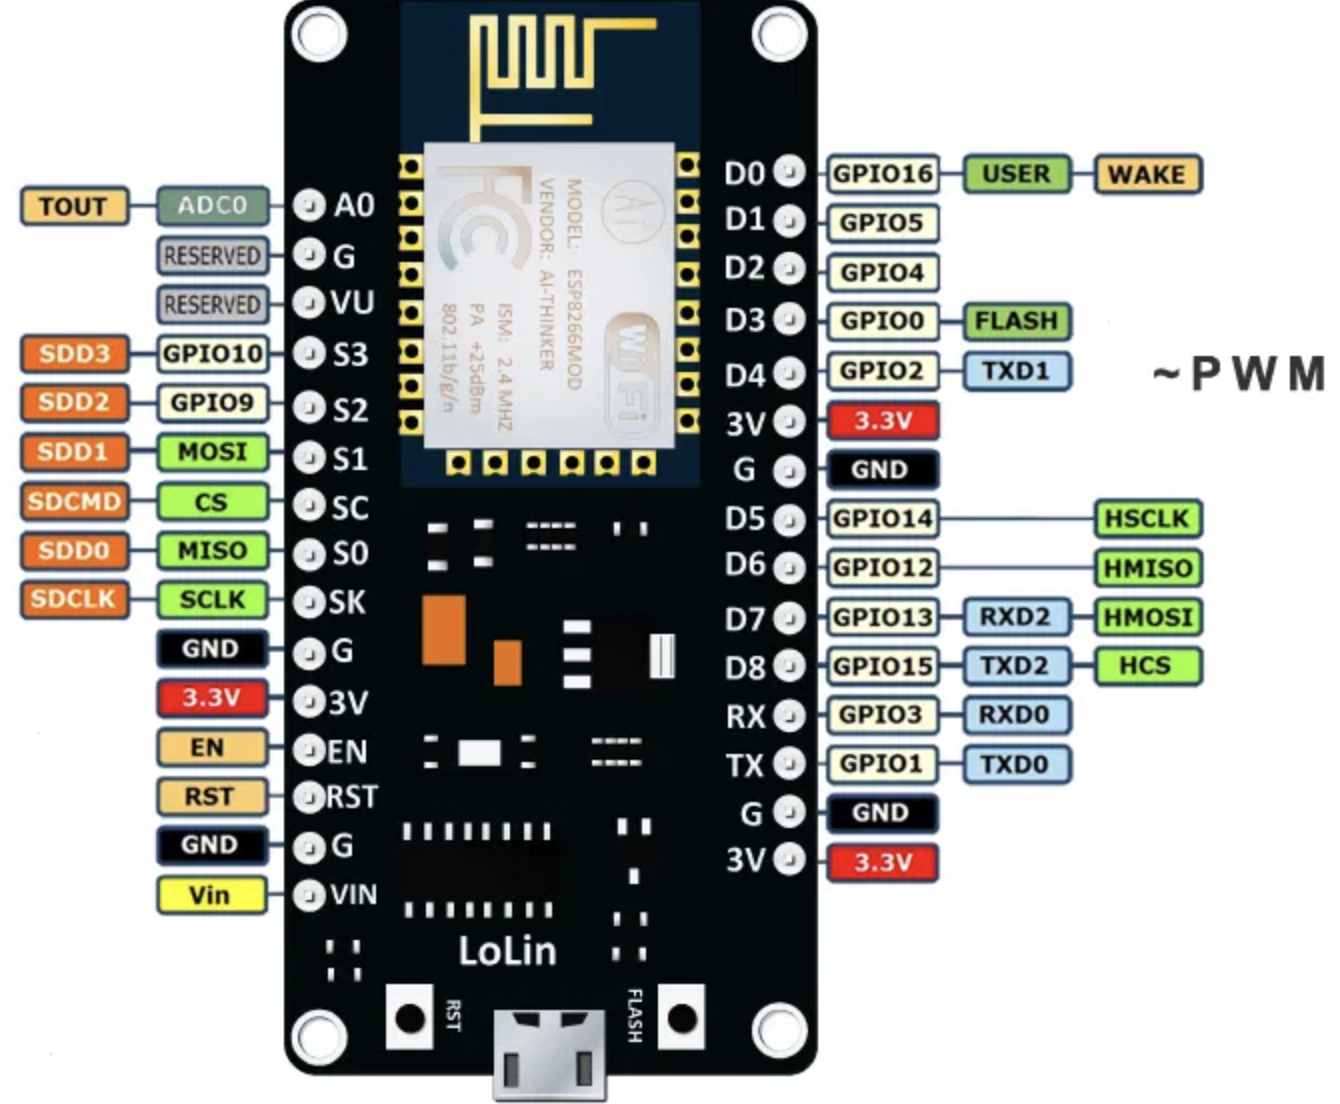 TOUT ADC0 A0
RESERVED G
RESERVED VU
SDD3 GPIO10 S3
SDD2 GPIO9 S2
SDD1 MOSI S1
SDCMD CS SC
SDD0 MISO S0
SDCLK SCLK SK
GND G
3.3V 3V
EN EN
RST RST
GND G
Vin VIN
FCC
MODEL: ESP8266MOD
VENDOR: AI-THINKER
ISM: 2.4 MHZ
PA +25dBm
802.11b/g/n
Ai
WiFi
D0 GPIO16 USER WAKE
D1 GPIO5
D2 GPIO4
D3 GPIO0 FLASH
D4 GPIO2 TXD1
3V 3.3V
G GND
D5 GPIO14 HSCLK
D6 GPIO12 HMISO
D7 GPIO13 RXD2 HMOSI
D8 GPIO15 TXD2 HCS
RX GPIO3 RXD0
TX GPIO1 TXD0
G GND
3V 3.3V
~PWM
LoLin
RST
FLASH